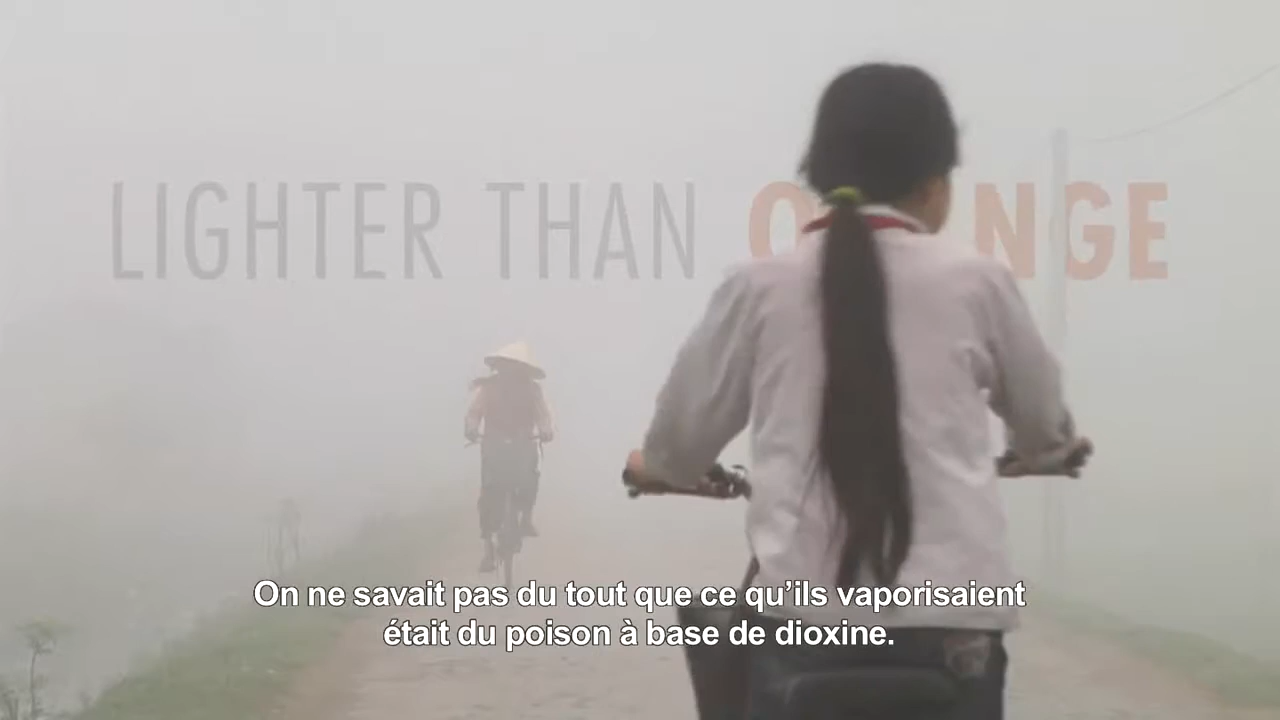 LIGHTER THAN ORANGE
On ne savait pas du tout que ce qu’ils vaporisaient
était du poison à base de dioxine.